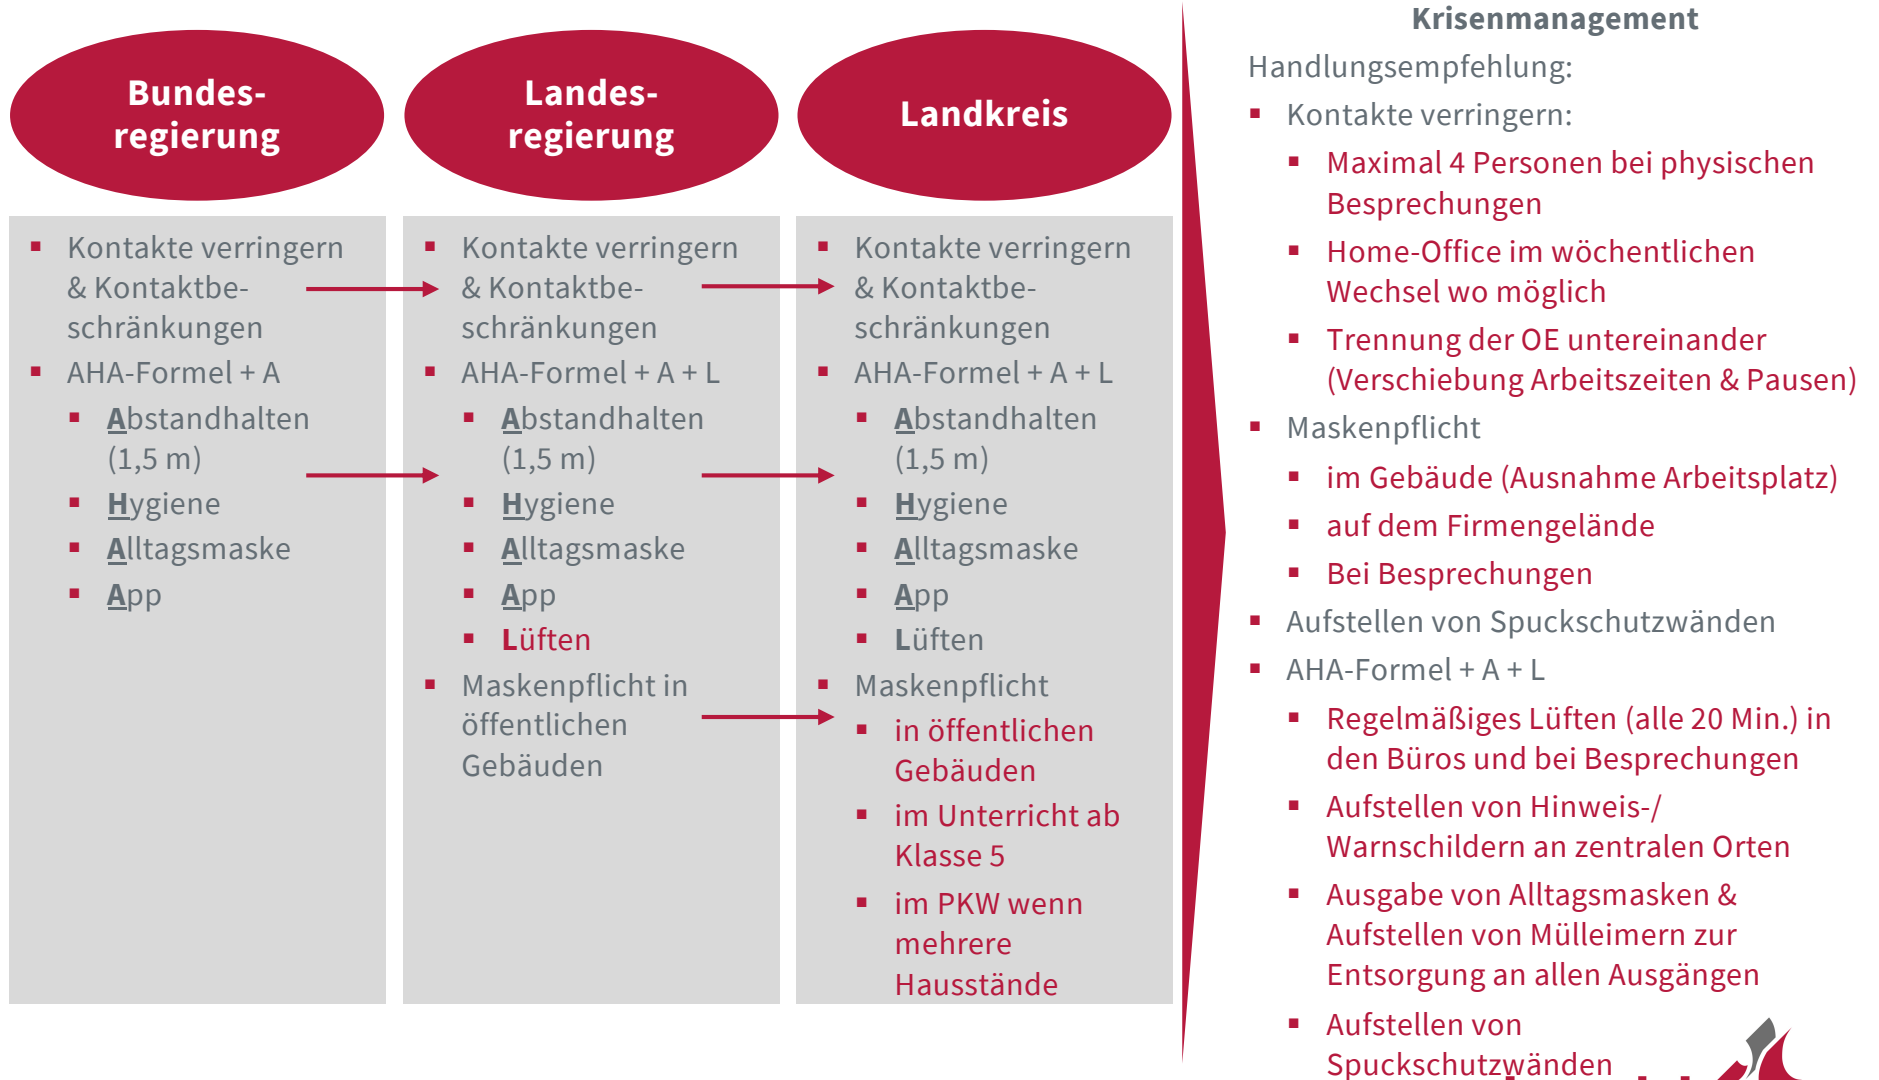 Bundes-
regierung
▪ Kontakte verringern
& Kontaktbe-
schränkungen
▪ AHA-Formel + A
▪ Abstandhalten
(1,5 m)
▪ Hygiene
▪ Alltagsmaske
▪ App
Landes-
regierung
▪ Kontakte verringern
& Kontaktbe-
schränkungen
▪ AHA-Formel + A + L
▪ Abstandhalten
(1,5 m)
▪ Hygiene
▪ Alltagsmaske
▪ App
▪ Lüften
▪ Maskenpflicht in
öffentlichen
Gebäuden
Landkreis
▪ Kontakte verringern
& Kontaktbe-
schränkungen
▪ AHA-Formel + A + L
▪ Abstandhalten
(1,5 m)
▪ Hygiene
▪ Alltagsmaske
▪ App
▪ Lüften
▪ Maskenpflicht
▪ in öffentlichen
Gebäuden
▪ im Unterricht ab
Klasse 5
▪ im PKW wenn
mehrere
Hausstände
Krisenmanagement
Handlungsempfehlung:
▪ Kontakte verringern:
▪ Maximal 4 Personen bei physischen
Besprechungen
▪ Home-Office im wöchentlichen
Wechsel wo möglich
▪ Trennung der OE untereinander
(Verschiebung Arbeitszeiten & Pausen)
▪ Maskenpflicht
▪ im Gebäude (Ausnahme Arbeitsplatz)
▪ auf dem Firmengelände
▪ Bei Besprechungen
▪ Aufstellen von Spuckschutzwänden
▪ AHA-Formel + A + L
▪ Regelmäßiges Lüften (alle 20 Min.) in
den Büros und bei Besprechungen
▪ Aufstellen von Hinweis-/
Warnschildern an zentralen Orten
▪ Ausgabe von Alltagsmasken &
Aufstellen von Mülleimern zur
Entsorgung an allen Ausgängen
▪ Aufstellen von
Spuckschutzwänden